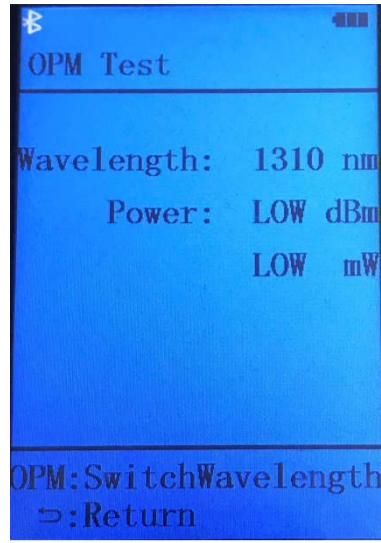 OPM Test
Wavelength: 1310 nm
Power: LOW dBm
LOW mW
OPM:SwitchWavelength
⮌:Return